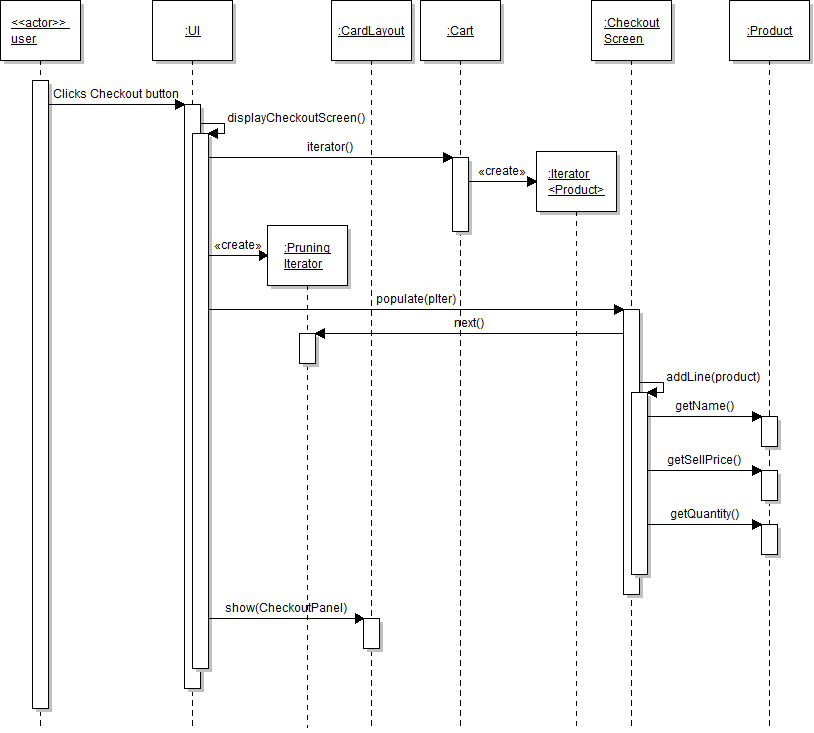 <<actor>>
user
:UI
:CardLayout
:Cart
:Checkout
Screen
:Product
Clicks Checkout button
displayCheckoutScreen()
iterator()
«create»
:Iterator
<Product>
«create»
:Pruning
Iterator
populate(pIter)
next()
addLine(product)
getName()
getSellPrice()
getQuantity()
show(CheckoutPanel)